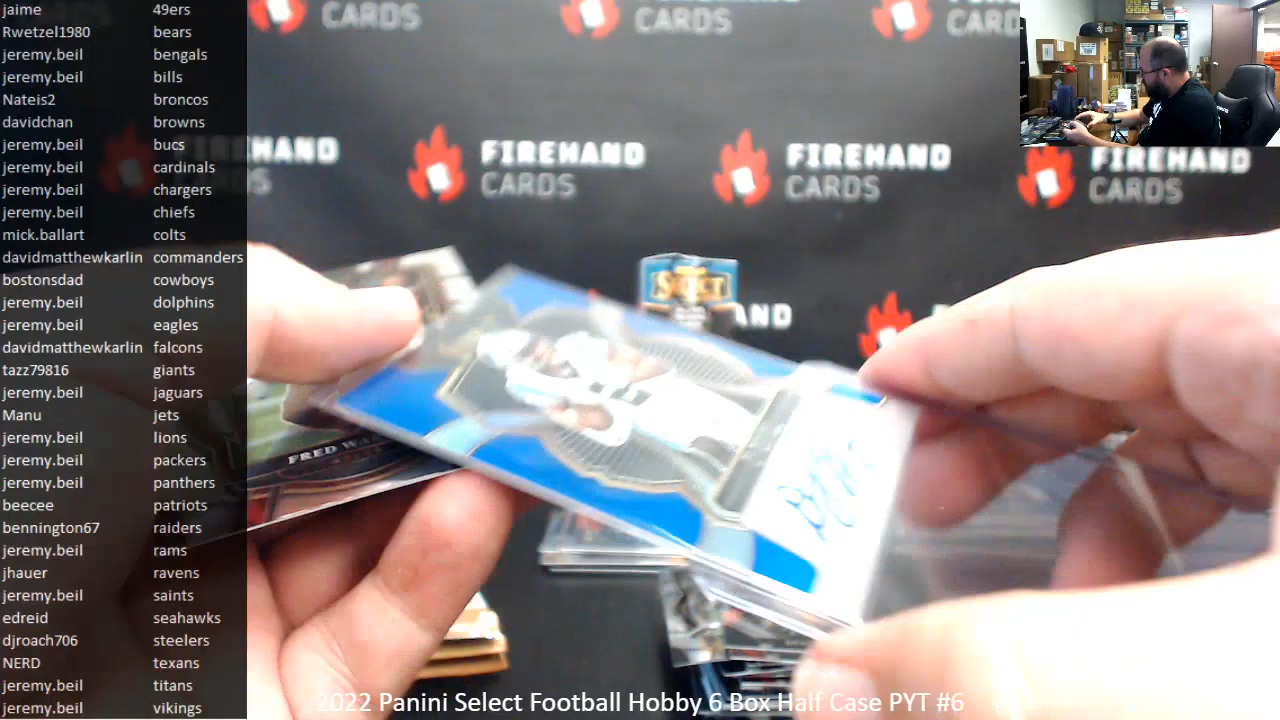 jaime 49ers
Rwetzel1980 bears
jeremy.beil bengals
jeremy.beil bills
Nateis2 broncos
davidchan browns
jeremy.beil bucs
jeremy.beil cardinals
jeremy.beil chargers
jeremy.beil chiefs
mick.ballart colts
davidmatthewkarlin commanders
bostonsdad cowboys
jeremy.beil dolphins
jeremy.beil eagles
davidmatthewkarlin falcons
tazz79816 giants
jeremy.beil jaguars
Manu jets
jeremy.beil lions
jeremy.beil packers
jeremy.beil panthers
beecee patriots
bennington67 raiders
jeremy.beil rams
jhauer ravens
jeremy.beil saints
edreid seahawks
djroach706 steelers
NERD texans
jeremy.beil titans
jeremy.beil vikings
CARDS
CARDS
FIREHAND
CARDS
FIREHAND
CARDS
FIREHAND
CARDS
SELECT
FRED
2022 Panini Select Football Hobby 6 Box Half Case PYT #6